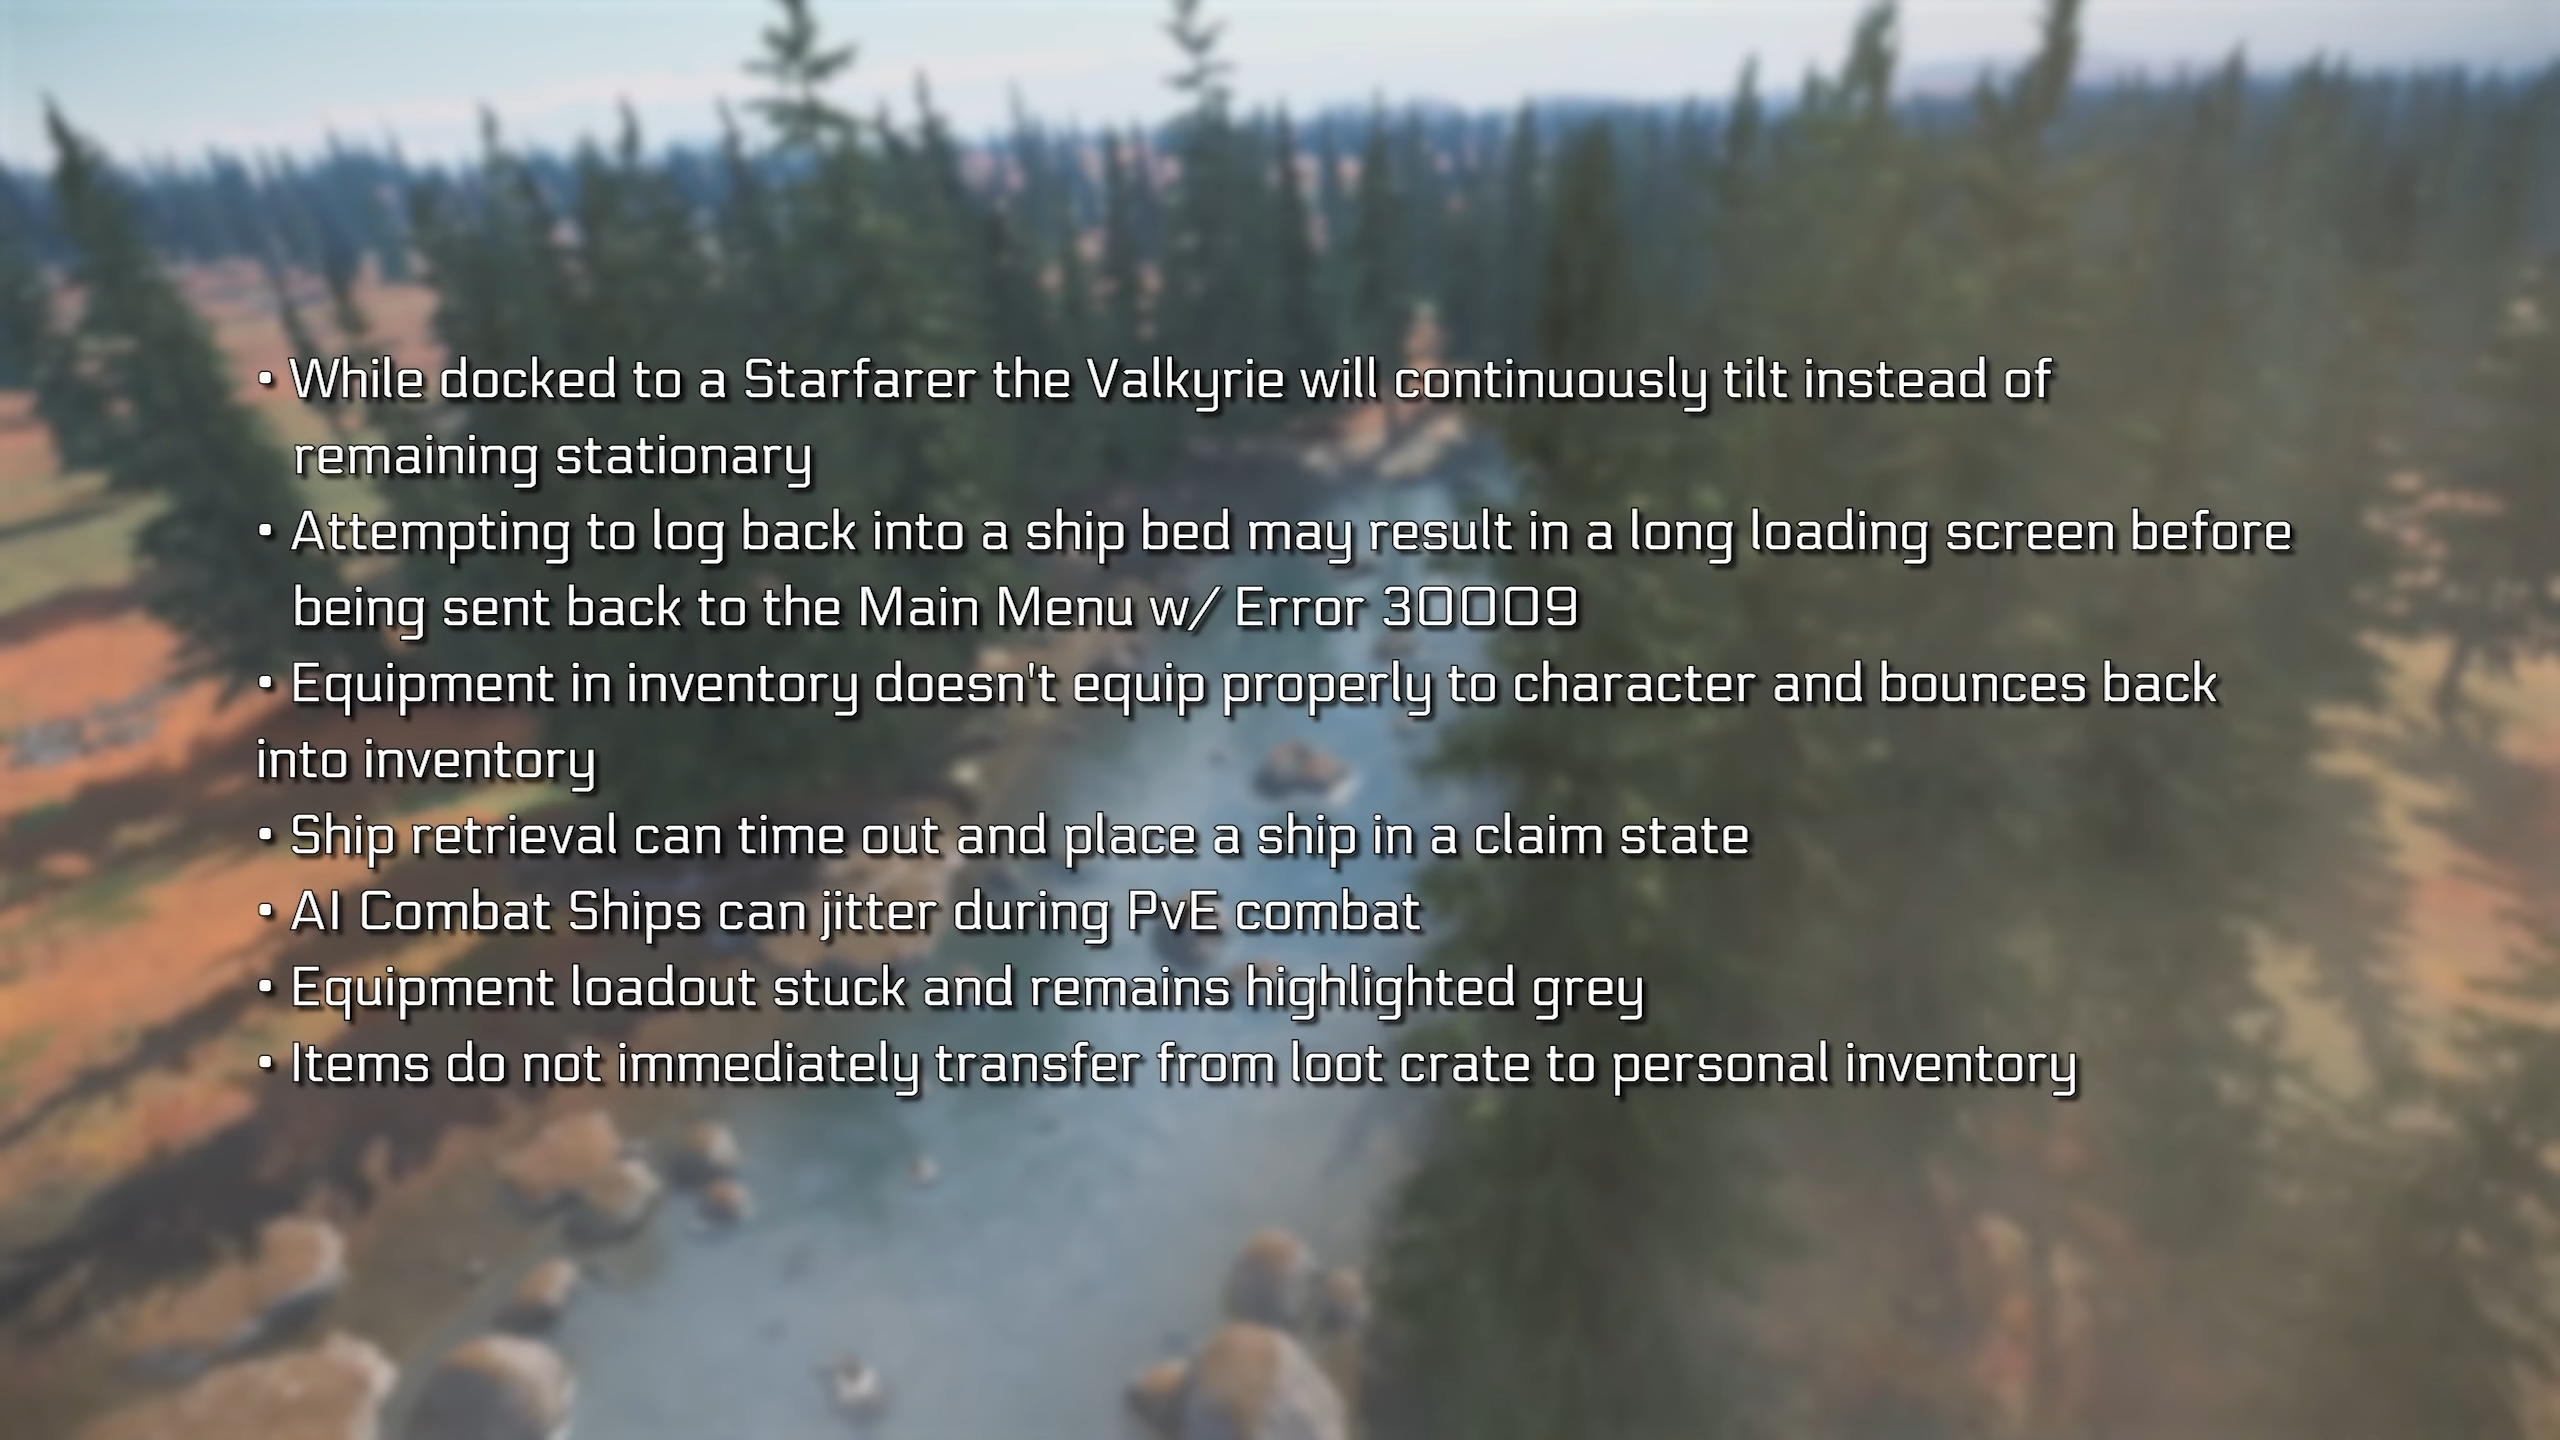 • While docked to a Starfarer the Valkyrie will continuously tilt instead of
remaining stationary
• Attempting to log back into a ship bed may result in a long loading screen before
being sent back to the Main Menu w/ Error 30009
• Equipment in inventory doesn't equip properly to character and bounces back
into inventory
• Ship retrieval can time out and place a ship in a claim state
• AI Combat Ships can jitter during PvE combat
• Equipment loadout stuck and remains highlighted grey
• Items do not immediately transfer from loot crate to personal inventory